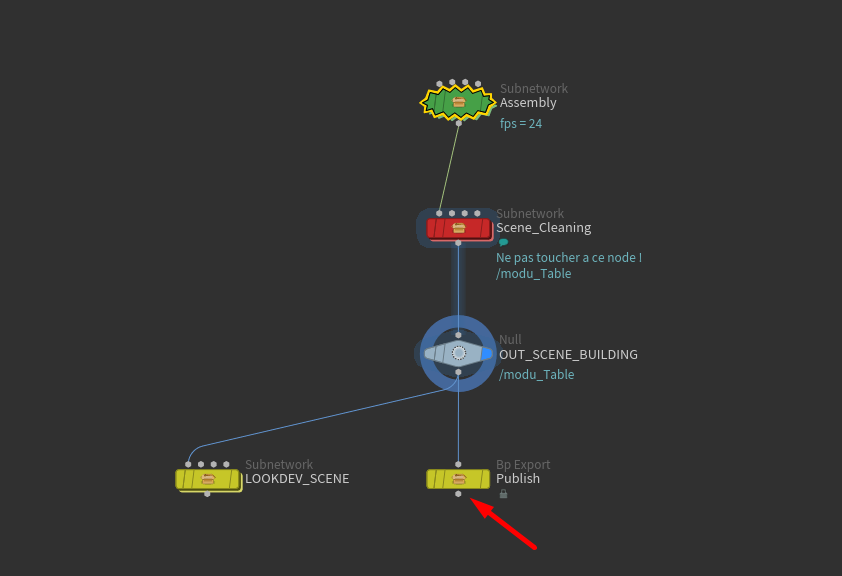 Subnetwork
Assembly
fps = 24
Subnetwork
Scene_Cleaning
Ne pas toucher a ce node !
/modu_Table
Null
OUT_SCENE_BUILDING
/modu_Table
Subnetwork
LOOKDEV_SCENE
Bp Export
Publish